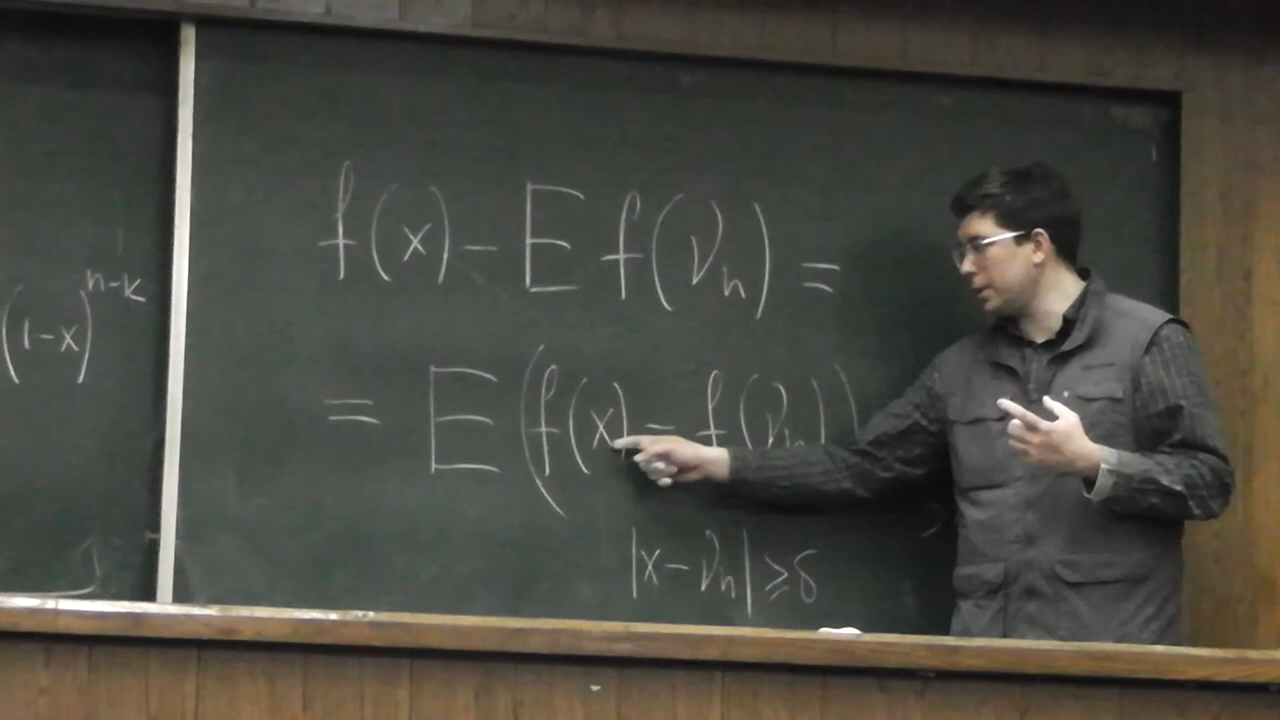 (1-x)^{n-k}
f(x) - E f(ν_n) =
= E (f(x) - f(ν_n))
|x - ν_n| ≥ δ